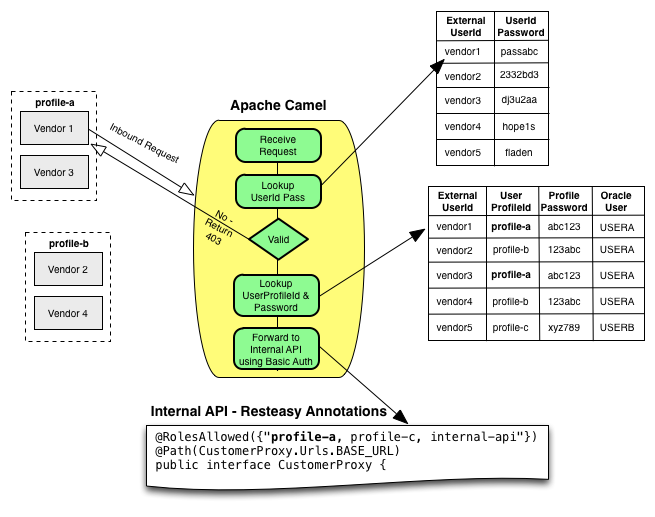 External UserId
Password
UserId
vendor1 passabc
vendor2 2332bd3
vendor3 dj3u2aa
vendor4 hope1s
vendor5 fladen
profile-a
Vendor 1
Vendor 3
Inbound Request
No -
Return
403
profile-b
Vendor 2
Vendor 4
Apache Camel
Receive
Request
Lookup
UserId Pass
Valid
Lookup
UserProfileId &
Password
Forward to
Internal API
using Basic Auth
External User Profile Oracle
UserId ProfileId Password User
vendor1 profile-a abc123 USERA
vendor2 profile-b 123abc USERA
vendor3 profile-a abc123 USERA
vendor4 profile-b 123abc USERA
vendor5 profile-c xyz789 USERB
Internal API - Resteasy Annotations
@RolesAllowed({"profile-a, profile-c, internal-api"})
@Path(CustomerProxy.Urls.BASE_URL)
public interface CustomerProxy {